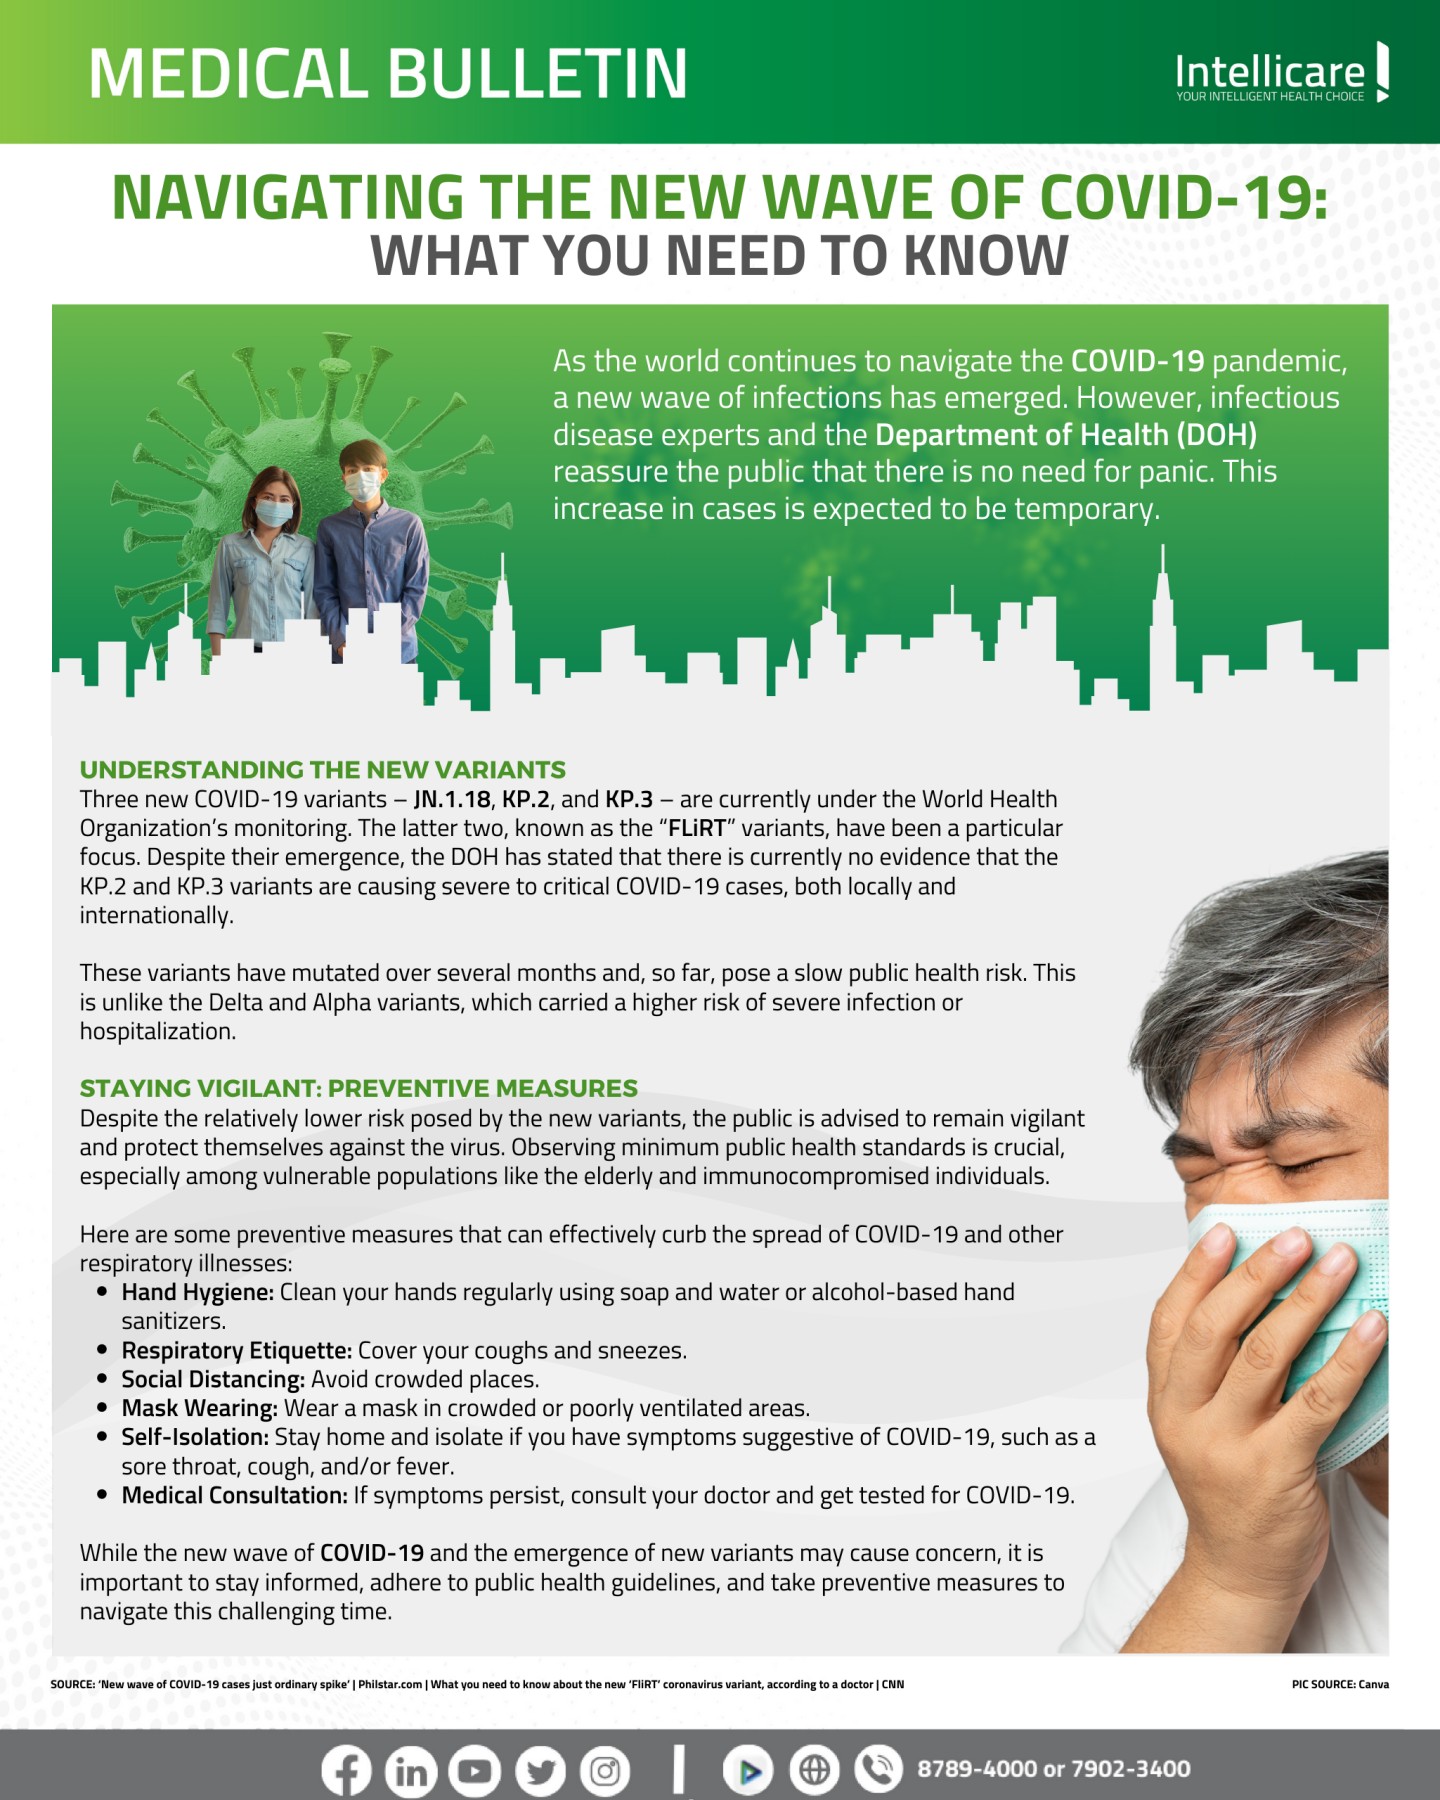 MEDICAL BULLETIN
Intellicare
YOUR INTELLIGENT HEALTH CHOICE
NAVIGATING THE NEW WAVE OF COVID-19:
WHAT YOU NEED TO KNOW
As the world continues to navigate the COVID-19 pandemic,
a new wave of infections has emerged. However, infectious
disease experts and the Department of Health (DOH)
reassure the public that there is no need for panic. This
increase in cases is expected to be temporary.
UNDERSTANDING THE NEW VARIANTS
Three new COVID-19 variants – JN.1.18, KP.2, and KP.3 – are currently under the World Health
Organization's monitoring. The latter two, known as the “FLiRT” variants, have been a particular
focus. Despite their emergence, the DOH has stated that there is currently no evidence that the
KP.2 and KP.3 variants are causing severe to critical COVID-19 cases, both locally and
internationally.
These variants have mutated over several months and, so far, pose a slow public health risk. This
is unlike the Delta and Alpha variants, which carried a higher risk of severe infection or
hospitalization.
STAYING VIGILANT: PREVENTIVE MEASURES
Despite the relatively lower risk posed by the new variants, the public is advised to remain vigilant
and protect themselves against the virus. Observing minimum public health standards is crucial,
especially among vulnerable populations like the elderly and immunocompromised individuals.
Here are some preventive measures that can effectively curb the spread of COVID-19 and other
respiratory illnesses:
• Hand Hygiene: Clean your hands regularly using soap and water or alcohol-based hand
sanitizers.
• Respiratory Etiquette: Cover your coughs and sneezes.
• Social Distancing: Avoid crowded places.
• Mask Wearing: Wear a mask in crowded or poorly ventilated areas.
• Self-Isolation: Stay home and isolate if you have symptoms suggestive of COVID-19, such as a
sore throat, cough, and/or fever.
• Medical Consultation: If symptoms persist, consult your doctor and get tested for COVID-19.
While the new wave of COVID-19 and the emergence of new variants may cause concern, it is
important to stay informed, adhere to public health guidelines, and take preventive measures to
navigate this challenging time.
SOURCE: ‘New wave of COVID-19 cases just ordinary spike’ | Philstar.com | What you need to know about the new ‘FliRT’ coronavirus variant, according to a doctor | CNN
PIC SOURCE: Canva
8789-4000 or 7902-3400